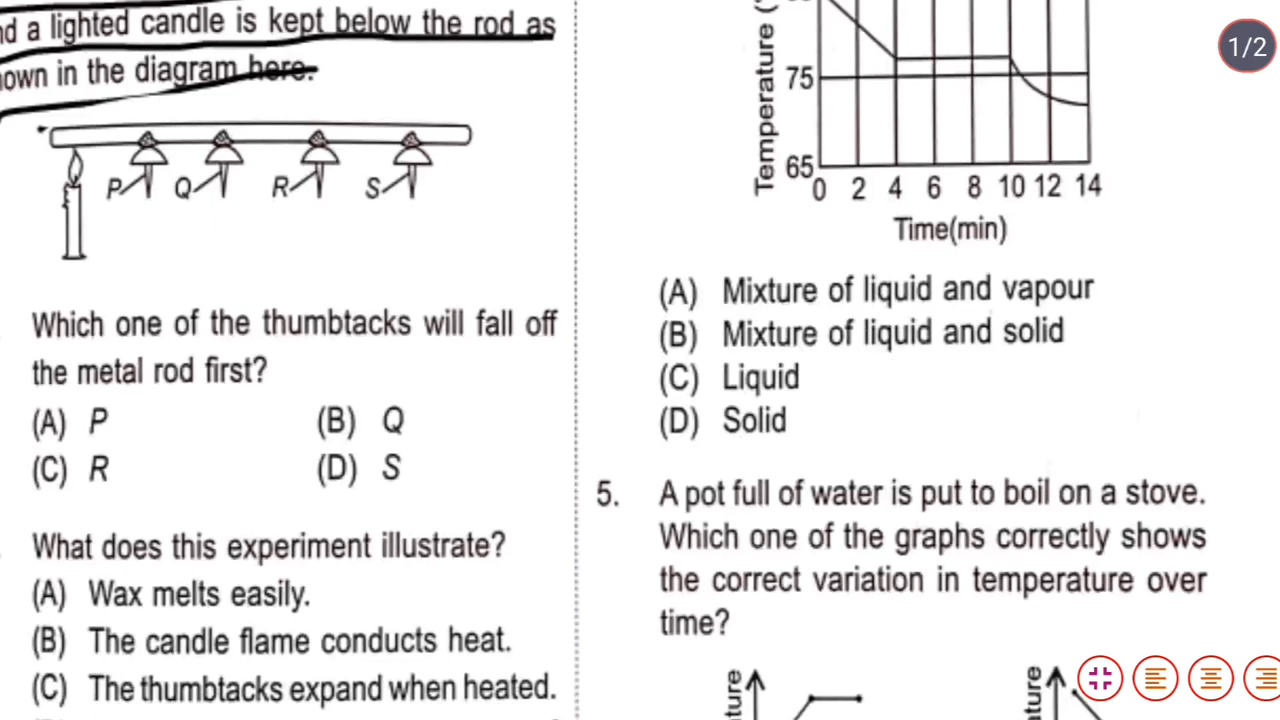 nd a lighted candle is kept below the rod as
own in the diagram here.
P Q R S
Which one of the thumbtacks will fall off
the metal rod first?
(A) P (B) Q
(C) R (D) S
What does this experiment illustrate?
(A) Wax melts easily.
(B) The candle flame conducts heat.
(C) The thumbtacks expand when heated.
Temperature (
75
65
0 2 4 6 8 10 12 14
Time(min)
(A) Mixture of liquid and vapour
(B) Mixture of liquid and solid
(C) Liquid
(D) Solid
5. A pot full of water is put to boil on a stove.
Which one of the graphs correctly shows
the correct variation in temperature over
time?
ature
ature
1/2